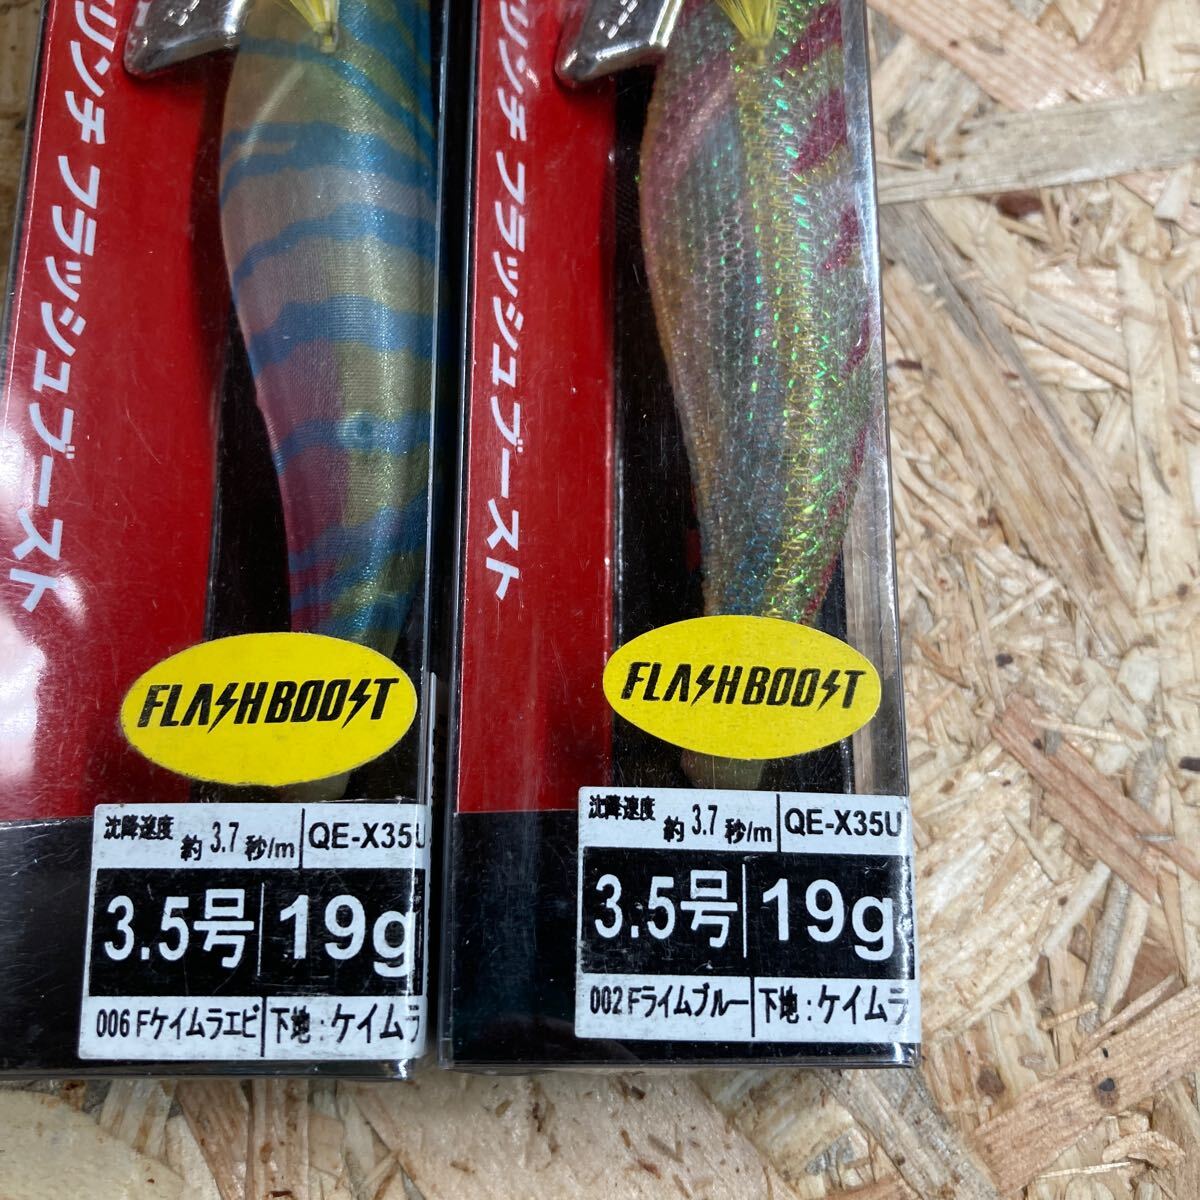 リンチ フラッシュブースト
FLASHBOOST
沈降速度 約 3.7 秒/m
QE-X35U
3.5号 19g
006 Fケイムラエビ 下地:ケイムラ
リンチ フラッシュブースト
FLASHBOOST
沈降速度 約 3.7 秒/m
QE-X35U
3.5号 19g
002 Fライムブルー 下地:ケイムラ